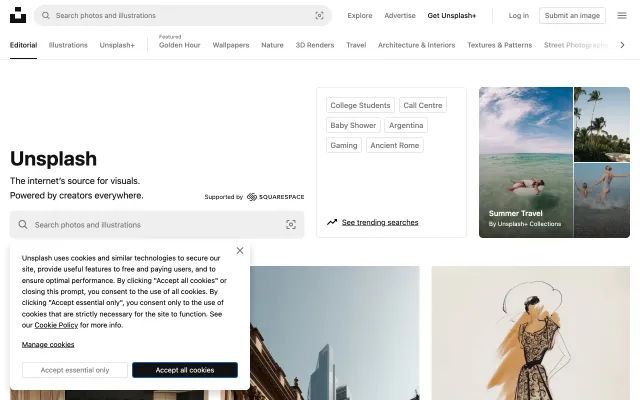 Search photos and illustrations
Explore
Advertise
Get Unsplash+
Log in
Submit an image
Editorial
Illustrations
Unsplash+
Featured
Golden Hour
Wallpapers
Nature
3D Renders
Travel
Architecture & Interiors
Textures & Patterns
Street Photography
Unsplash
The internet's source for visuals.
Powered by creators everywhere.
Supported by SQUARESPACE
Search photos and illustrations
College Students
Call Centre
Baby Shower
Argentina
Gaming
Ancient Rome
See trending searches
Summer Travel
By Unsplash+ Collections
Unsplash uses cookies and similar technologies to secure our
site, provide useful features to free and paying users, and to
ensure optimal performance. By clicking "Accept all cookies" or
closing this prompt, you consent to the use of all cookies. By
clicking "Accept essential only", you consent only to the use of
cookies that are strictly necessary for the site to function. See
our Cookie Policy for more info.
Manage cookies
Accept essential only
Accept all cookies